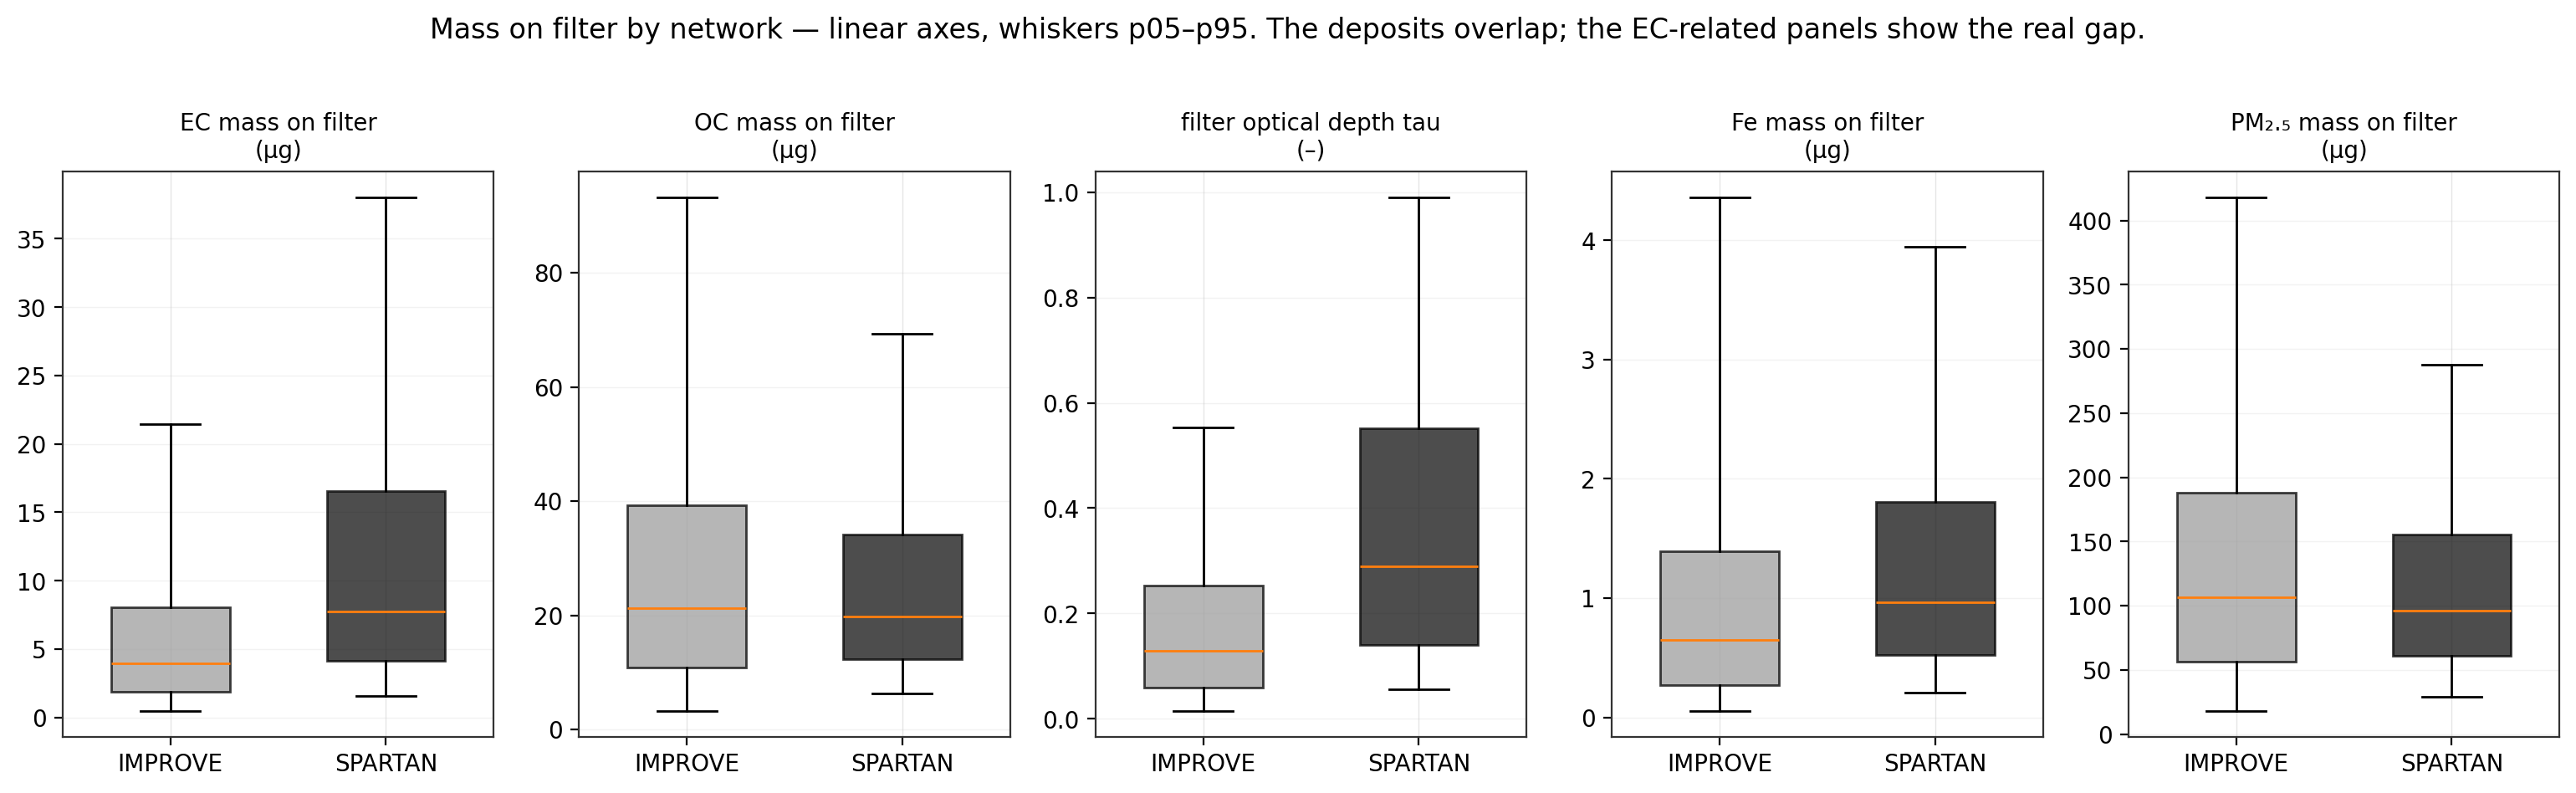 Mass on filter by network — linear axes, whiskers p05–p95. The deposits overlap; the EC-related panels show the real gap.
EC mass on filter
(µg)
35
30
25
20
15
10
5
0
IMPROVE
SPARTAN
OC mass on filter
(µg)
80
60
40
20
0
IMPROVE
SPARTAN
filter optical depth tau
(–)
1.0
0.8
0.6
0.4
0.2
0.0
IMPROVE
SPARTAN
Fe mass on filter
(µg)
4
3
2
1
0
IMPROVE
SPARTAN
PM₂.₅ mass on filter
(µg)
400
350
300
250
200
150
100
50
0
IMPROVE
SPARTAN